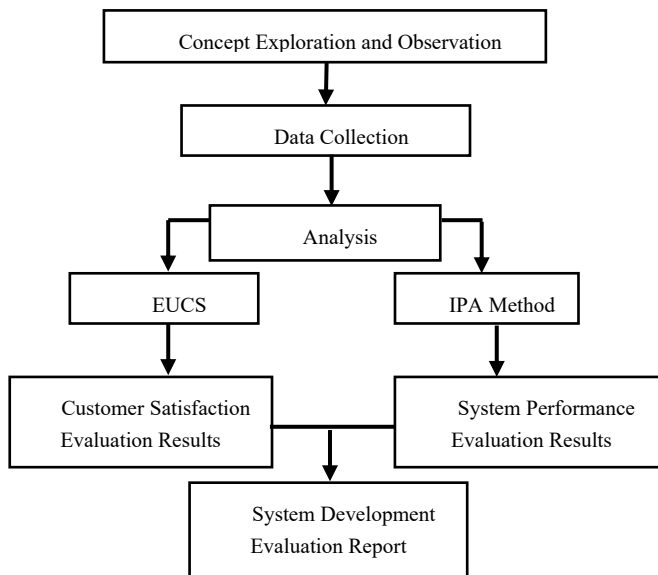 Concept Exploration and Observation
Data Collection
Analysis
EUCS
IPA Method
Customer Satisfaction
Evaluation Results
System Performance
Evaluation Results
System Development
Evaluation Report